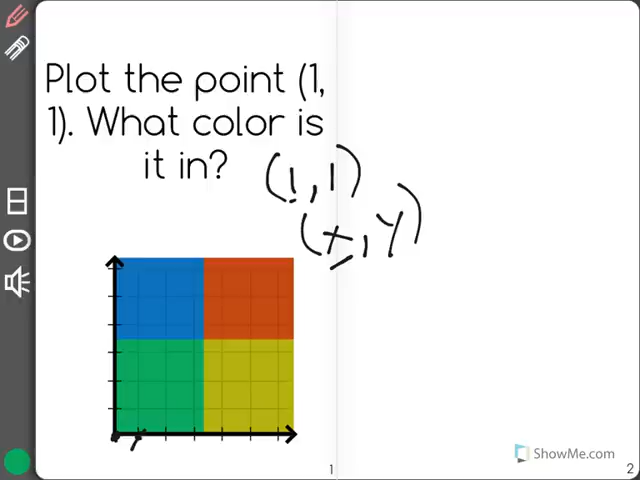 Plot the point (1,
1). What color is
it in?
(1,1)
(x,y)
1
ShowMe.com
2